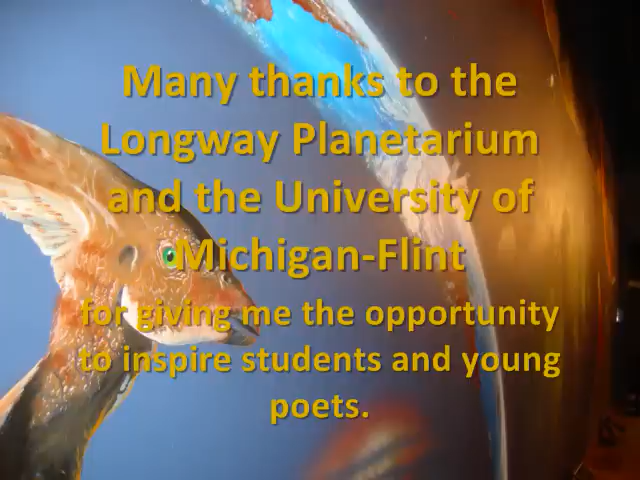 Many thanks to the
Longway Planetarium
and the University of
Michigan-Flint
for giving me the opportunity
to inspire students and young
poets.